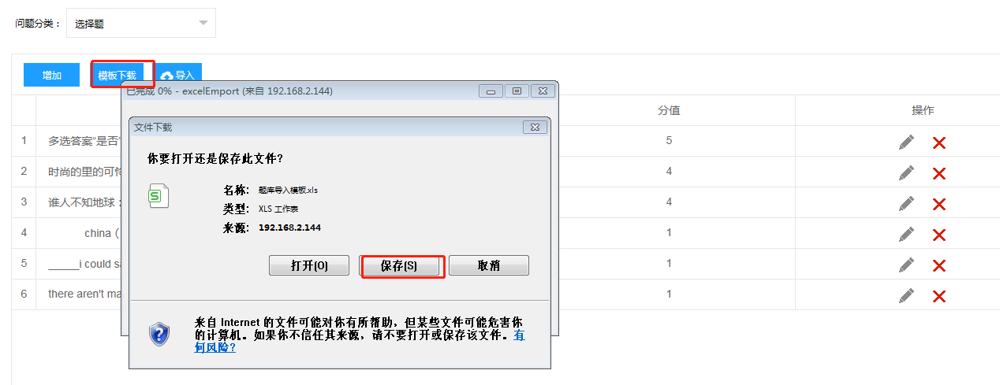 问题分类： 选择题
增加 模板下载 导入
已完成 0% - excelEmport (来自 192.168.2.144)
分值 操作
文件下载
1 多选答案“是否” 5
你要打开还是保存此文件?
2 时尚的里的可怜 4
名称: 题库导入模板.xls
3 谁人不知地球： 4
类型: XLS 工作表
来源: 192.168.2.144
4 china ( 1
打开(O) 保存(S) 取消
5 _____i could sa 1
6 there aren't ma 1
来自 Internet 的文件可能对你有所帮助，但某些文件可能危害你
的计算机。如果你不信任其来源，请不要打开或保存该文件。有
何风险?